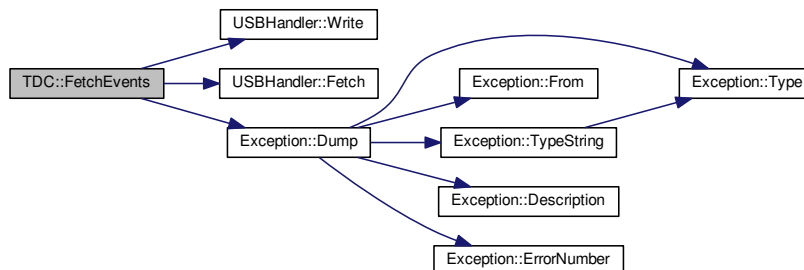 USBHandler::Write
TDC::FetchEvents
USBHandler::Fetch
Exception::From
Exception::Type
Exception::Dump
Exception::TypeString
Exception::Description
Exception::ErrorNumber